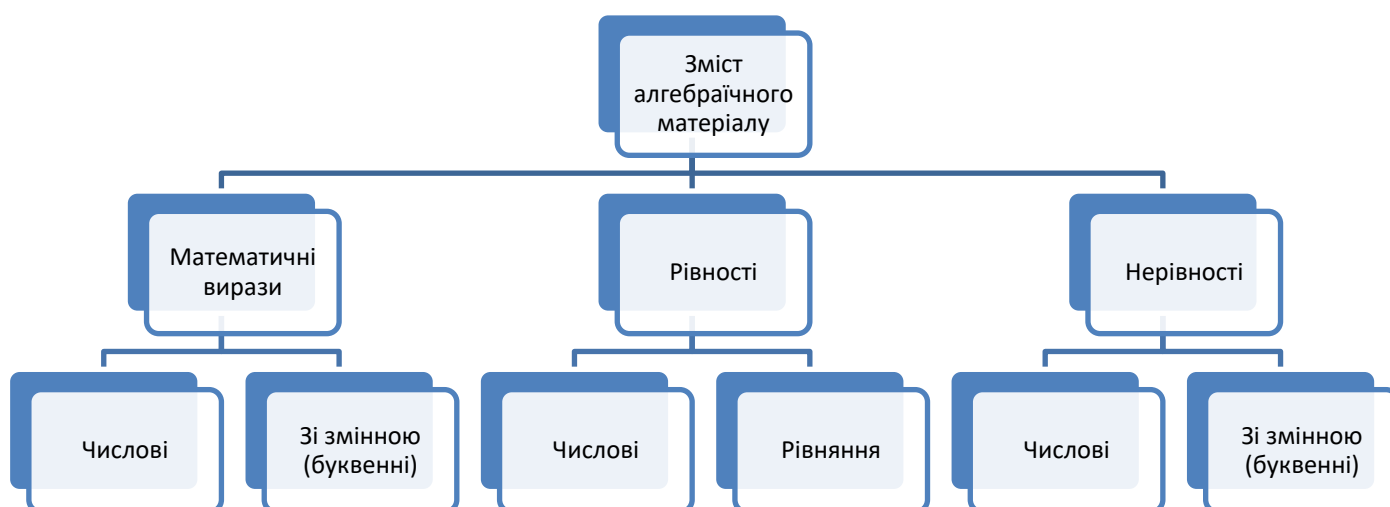 Зміст
алгебраїчного
матеріалу
Математичні
вирази
Рівності
Нерівності
Числові
Зі змінною
(буквенні)
Числові
Рівняння
Числові
Зі змінною
(буквенні)